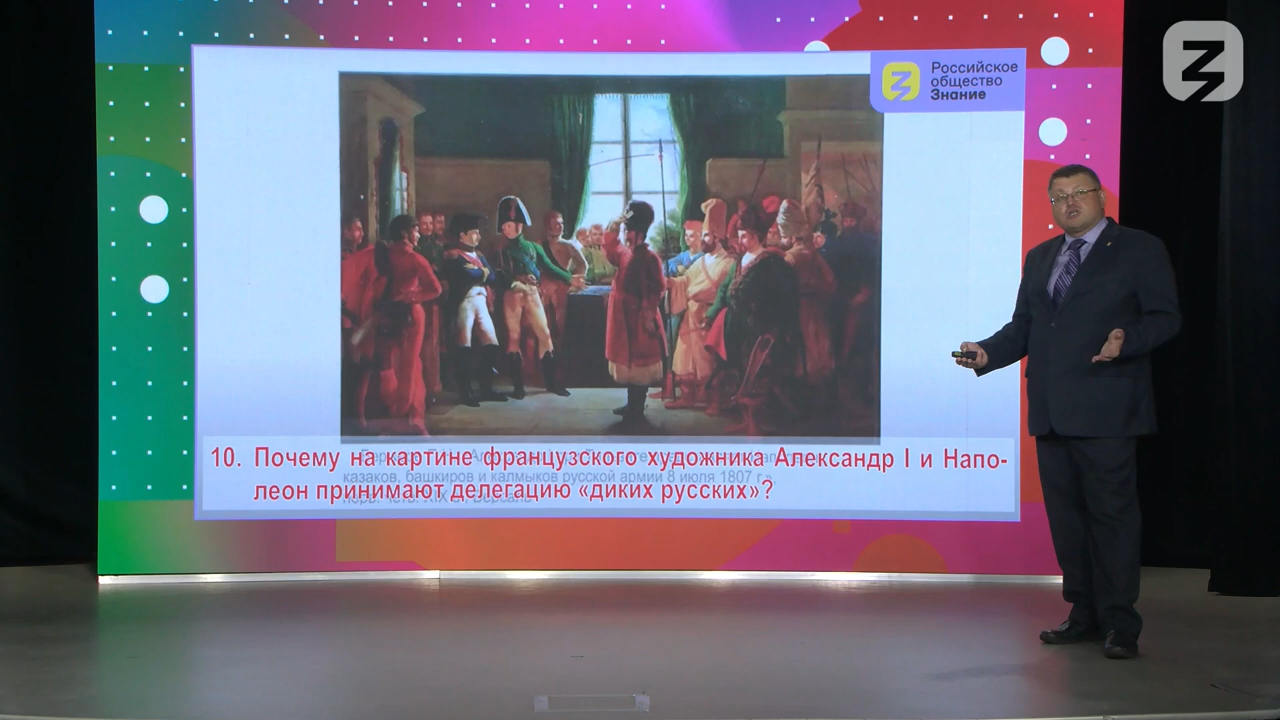 Российское
общество
Знание
10. Почему на картине французского художника Александр I и Напо-
казаков, башкиров и калмыков русской армии 8 июля 1807 г.
леон принимают делегацию «диких русских»?